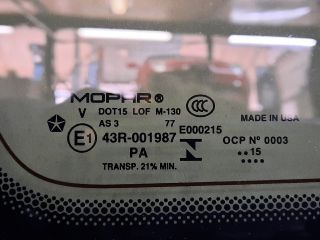 MOPAR®
V DOT15 LOF M-130 CCC
AS 3 77 E000215 MADE IN USA
E1 43R-001987 OCP Nº 0003
PA N ••15
TRANSP. 21% MIN. ••••